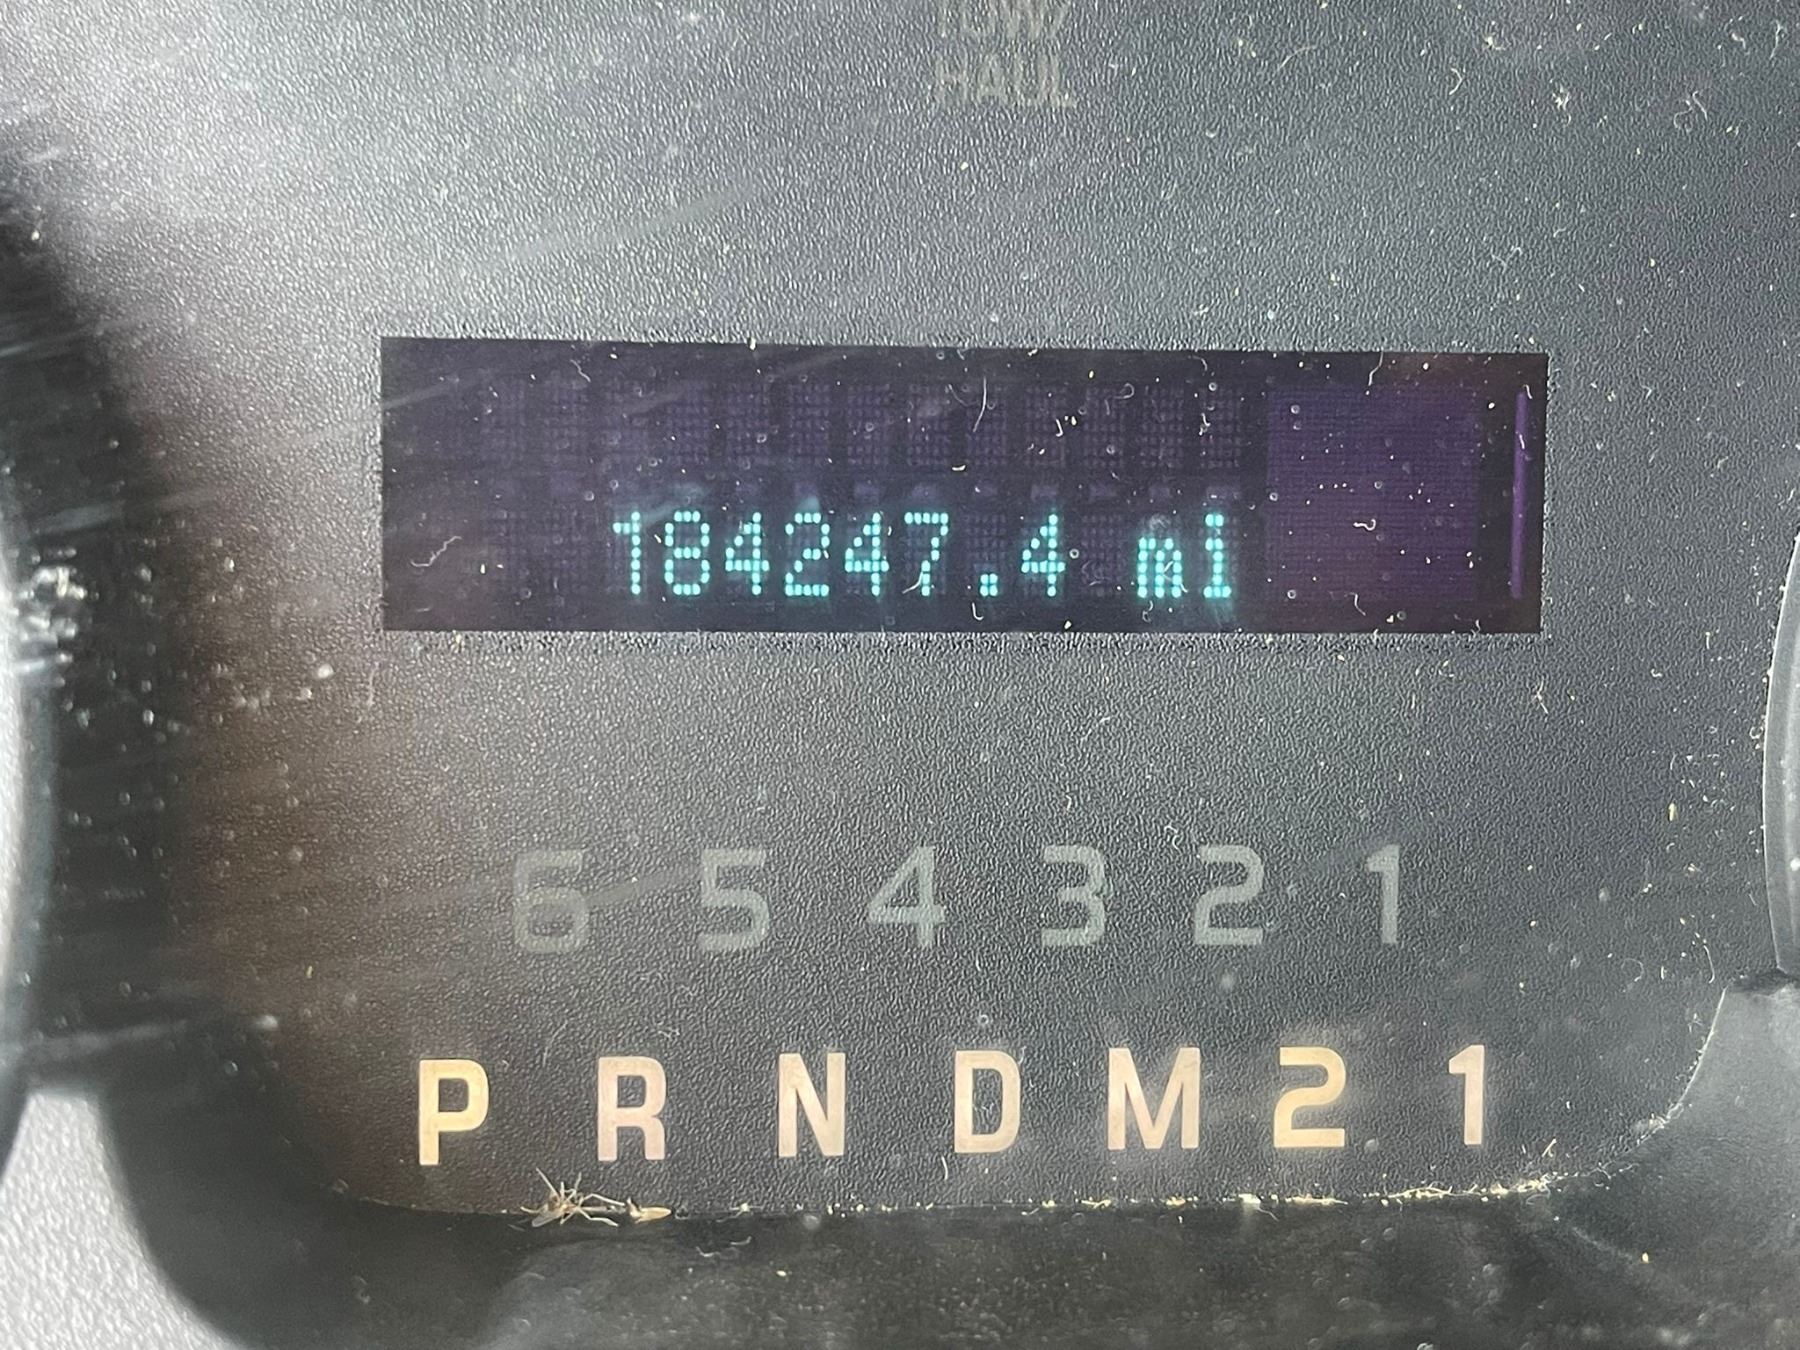 TOW/
HAUL
184247.4 mi
6 5 4 3 2 1
P R N D M 2 1